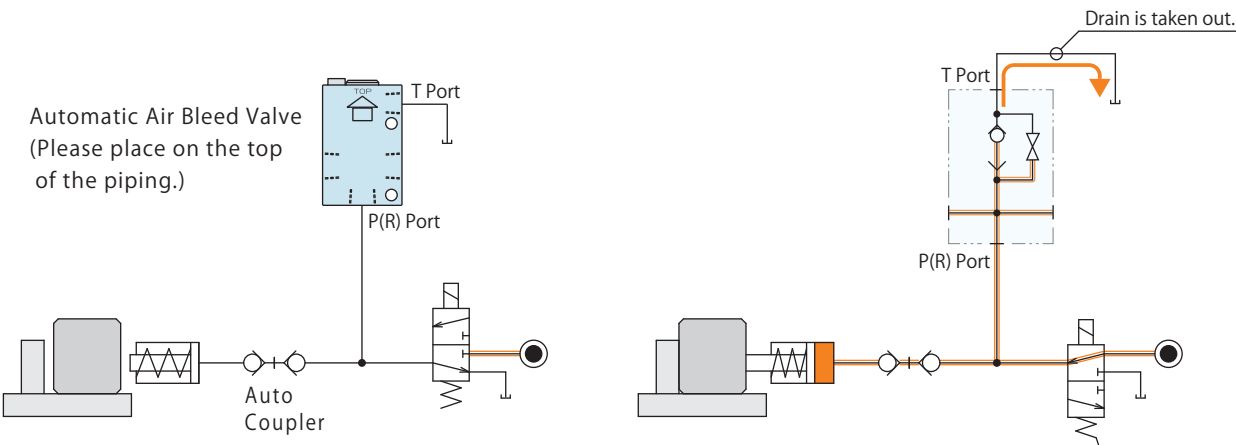 Drain is taken out.
T Port
TOP
T Port
Automatic Air Bleed Valve
(Please place on the top
of the piping.)
P(R) Port
P(R) Port
Auto
Coupler